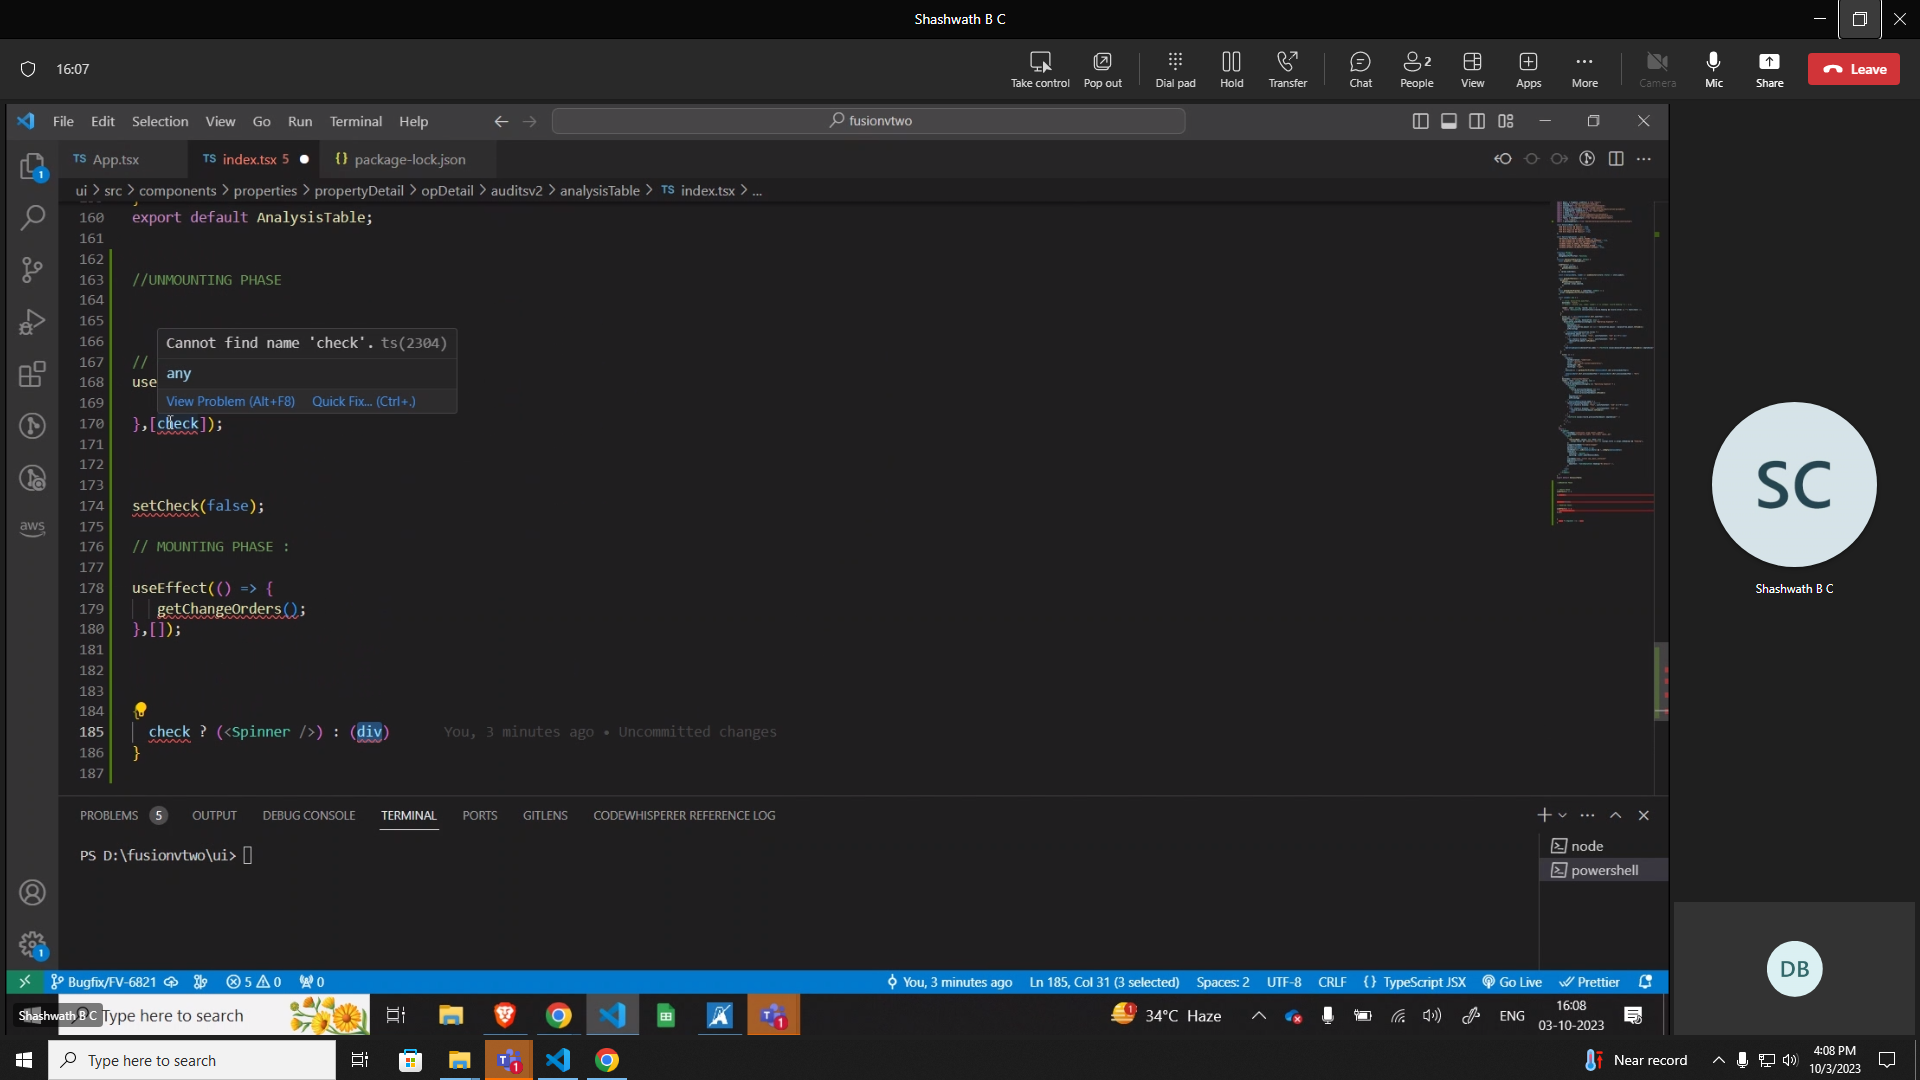 Shashwath B C
16:07
Take control
Pop out
Dial pad
Hold
Transfer
Chat
2
People
View
Apps
More
Camera
Mic
Share
Leave
File Edit Selection View Go Run Terminal Help
fusionvtwo
1
TS App.tsx
TS index.tsx 5
{} package-lock.json
ui > src > components > properties > propertyDetail > opDetail > auditsv2 > analysisTable > TS index.tsx > ...
160 export default AnalysisTable;
161
162
163 //UNMOUNTING PHASE
164
165
166
Cannot find name 'check'. ts(2304)
167 //
any
168 use
View Problem (Alt+F8) Quick Fix... (Ctrl+.)
169
170 },[check]);
171
172
173
174 setCheck(false);
175
176 // MOUNTING PHASE :
177
178 useEffect(() => {
179 getChangeOrders();
180 },[]);
181
182
183
184
185 check ? (<Spinner />) : (div) You, 3 minutes ago • Uncommitted changes
186 }
187
aws
SC
Shashwath B C
PROBLEMS 5 OUTPUT DEBUG CONSOLE TERMINAL PORTS GITLENS CODEWHISPERER REFERENCE LOG
PS D:\fusionvtwo\ui>
node
powershell
1
DB
Bugfix/FV-6821 5 0 0
You, 3 minutes ago Ln 185, Col 31 (3 selected) Spaces: 2 UTF-8 CRLF {} TypeScript JSX Go Live Prettier
Shashwath B C
Type here to search
1
1
34°C Haze
ENG
16:08
03-10-2023
Type here to search
1
Near record
4:08 PM
10/3/2023